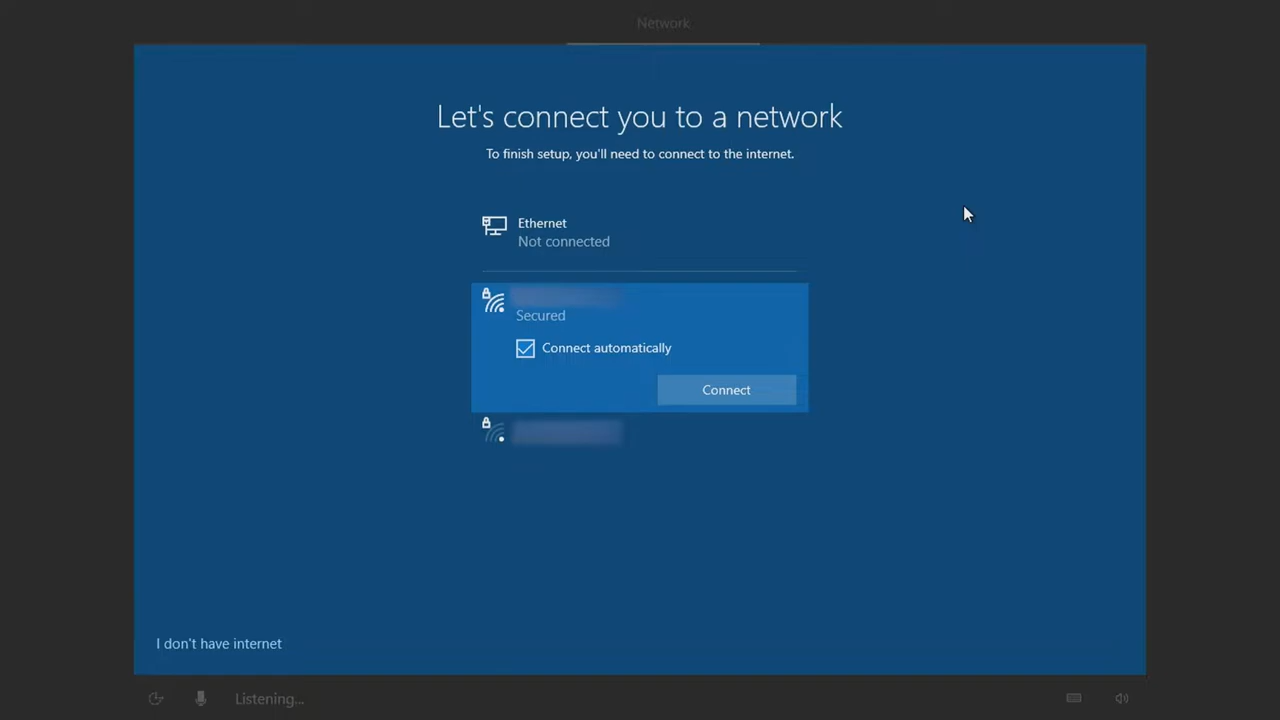 Network
Let's connect you to a network
To finish setup, you'll need to connect to the internet.
Ethernet
Not connected
Secured
Connect automatically
Connect
I don't have internet
Listening...